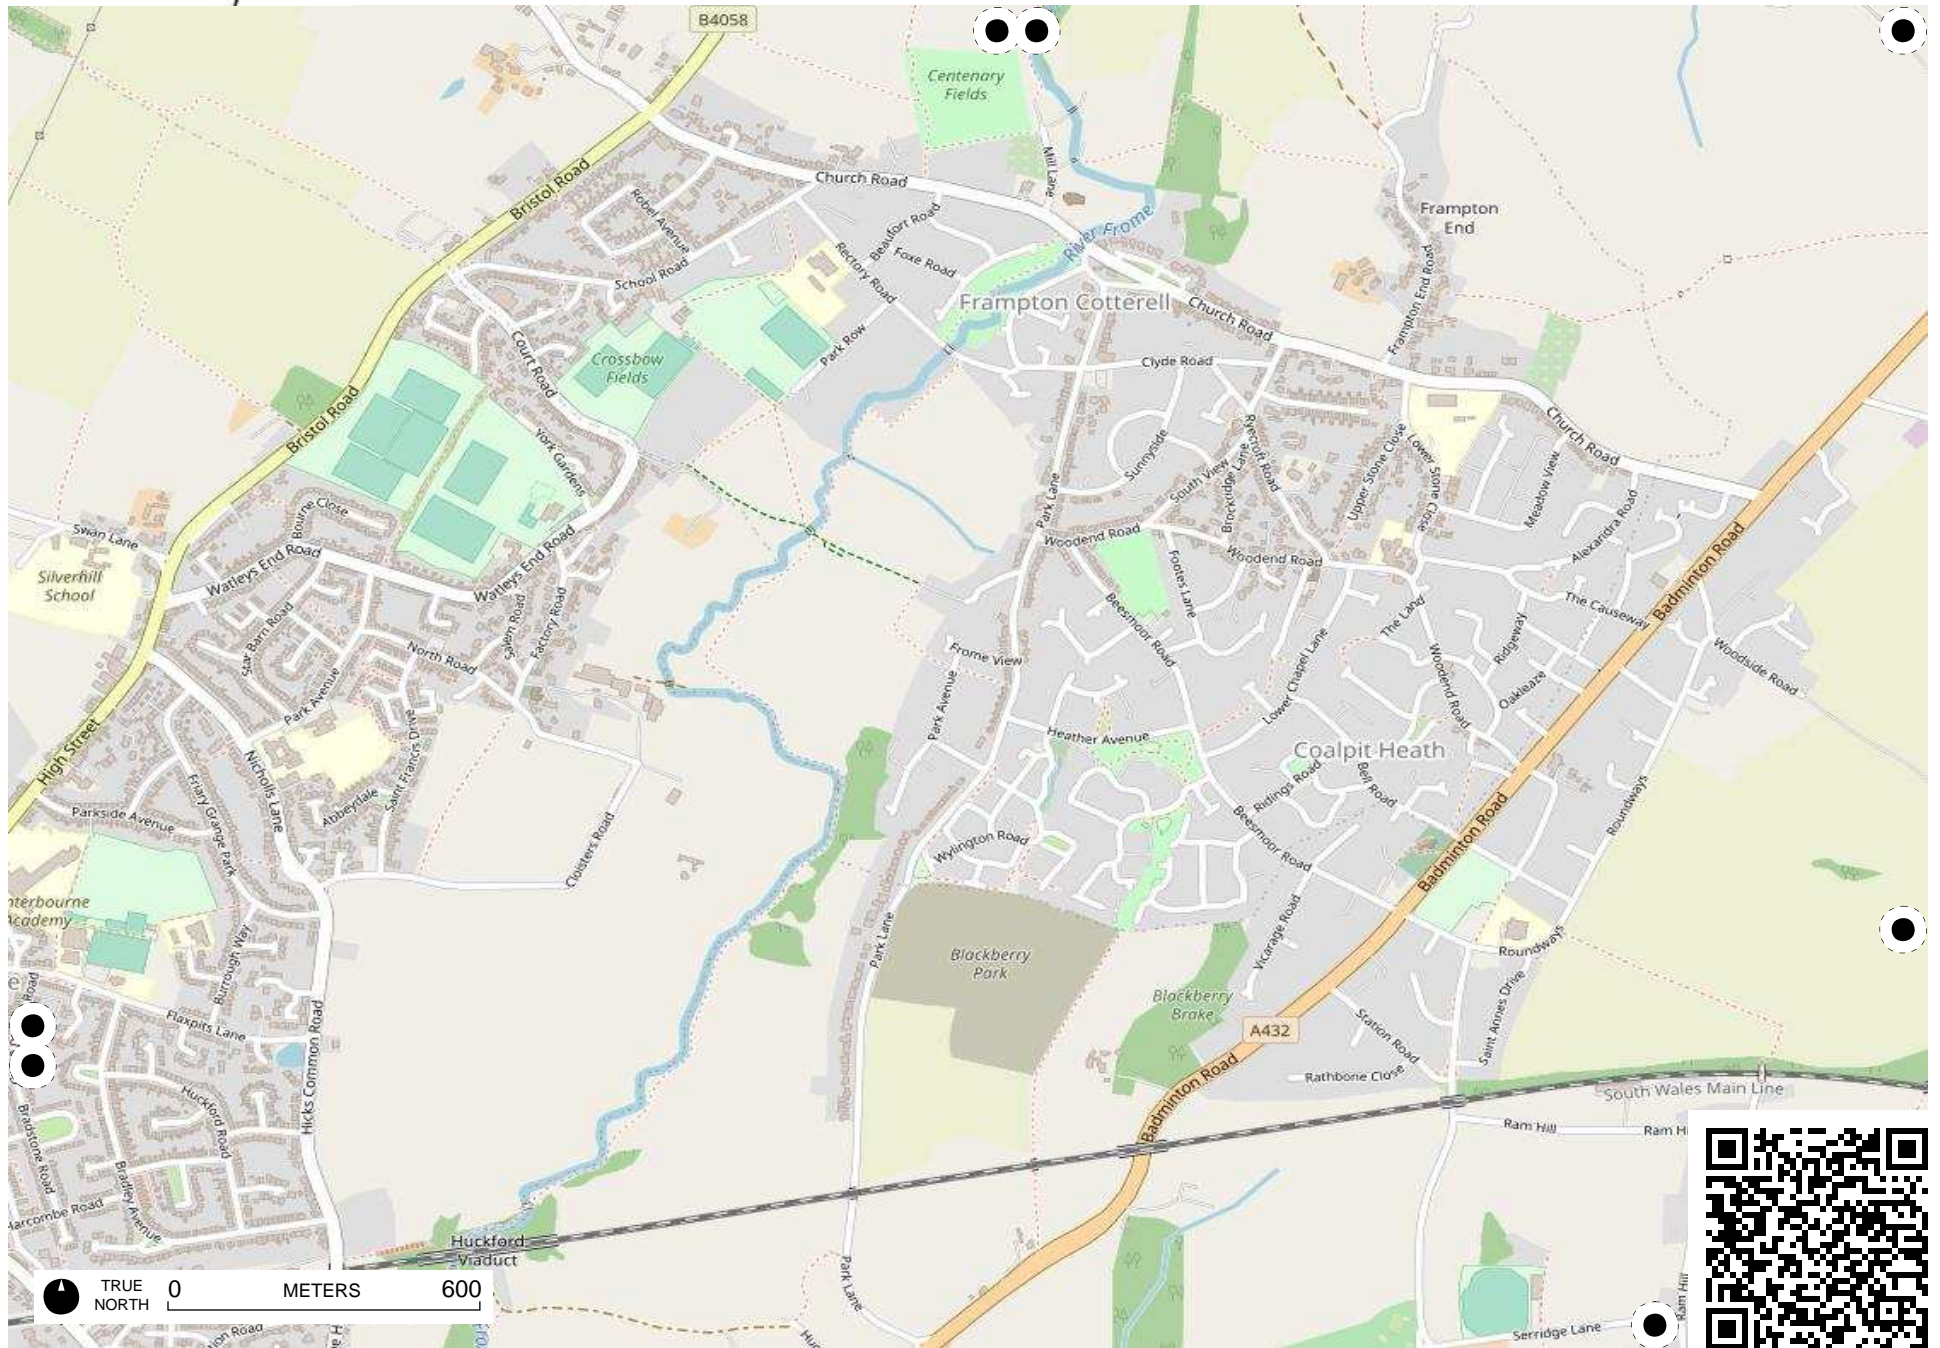 B4058
Centenary
Fields
Mill Lane
Church Road
Bristol Road
Robel Avenue
Beaufort Road
Foxe Road
Rectory Road
School Road
River Frome
Frampton
End
Frampton End Road
Frampton Cotterell
Church Road
Court Road
Crossbow
Fields
Park Row
Clyde Road
Bristol Road
York Gardens
Sunnyside
South View
Brockridge Lane
Ryecroft Road
Upper Stone Close
Lower Stone Close
Meadow View
Church Road
Alexandra Road
Badminton Road
Park Lane
Swan Lane
Bourne Close
Watleys End Road
Watleys End Road
Silverhill
School
Woodend Road
Woodend Road
Footes Lane
Beesmoor Road
The Land
The Causeway
Ridgeway
Woodside Road
Star Barn Road
Salem Road
Factory Road
North Road
Park Avenue
Frome View
Park Avenue
Lower Chapel Lane
Woodend Road
Oakleaze
High Street
Nicholls Lane
Saint Francis Drive
Heather Avenue
Coalpit Heath
Friary Grange Park
Abbeydale
Parkside Avenue
Ridings Road
Bell Road
Roundways
Cloisters Road
Wylington Road
Beesmoor Road
Badminton Road
nterbourne
Academy
Burrough Way
Park Lane
Blackberry
Park
Vicarage Road
Roundways
Blackberry
Brake
Saint Annes Drive
Road
Flaxpits Lane
A432
Station Road
Hicks Common Road
Rathbone Close
South Wales Main Line
Huckford Road
Badminton Road
Bradstone Road
Ram Hill
Ram Hi
Bradley Avenue
Harcombe Road
Huckford
Viaduct
Park Lane
Ram Hill
Serridge Lane
TRUE
NORTH
0 METERS 600